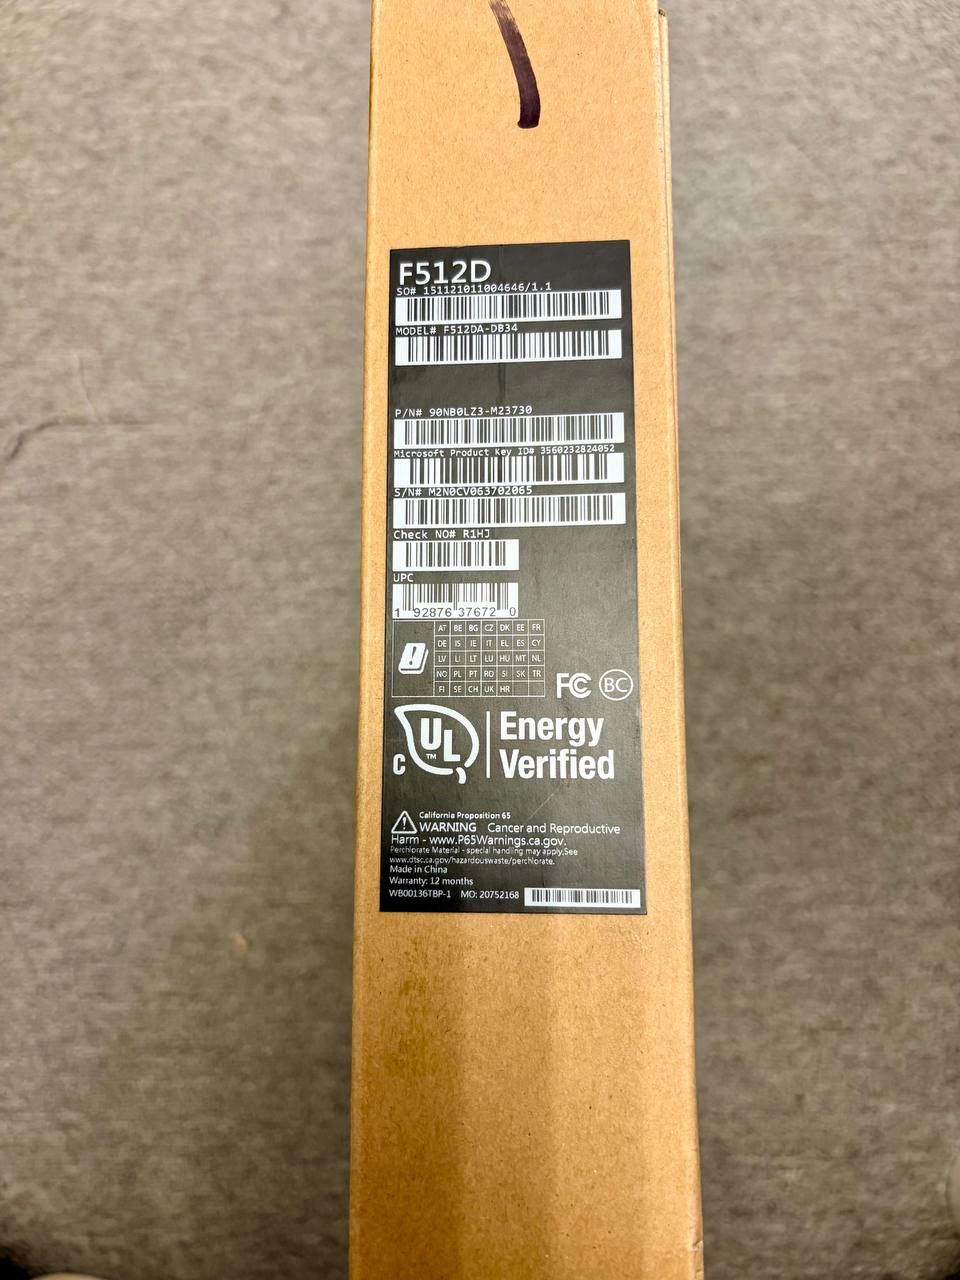 F512D
SO# 151121011004646/1.1
MODEL# F512DA-DB34
P/N# 90NB0LZ3-M23730
Microsoft Product Key ID# 3560232824052
S/N# M2N0CV063702065
Check NO# R1HJ
UPC
1 92876 37672 0
AT BE BG CZ DK EE FR
DE IS IE IT EL ES CY
LV LI LT LU HU MT NL
NO PL PT RO SI SK TR
FI SE CH UK HR
FC BC
C UL TM
Energy
Verified
California Proposition 65
WARNING Cancer and Reproductive
Harm - www.P65Warnings.ca.gov.
Perchlorate Material - special handling may apply,See
www.dtsc.ca.gov/hazardouswaste/perchlorate.
Made in China
Warranty: 12 months
WB00136TBP-1 MO: 20752168